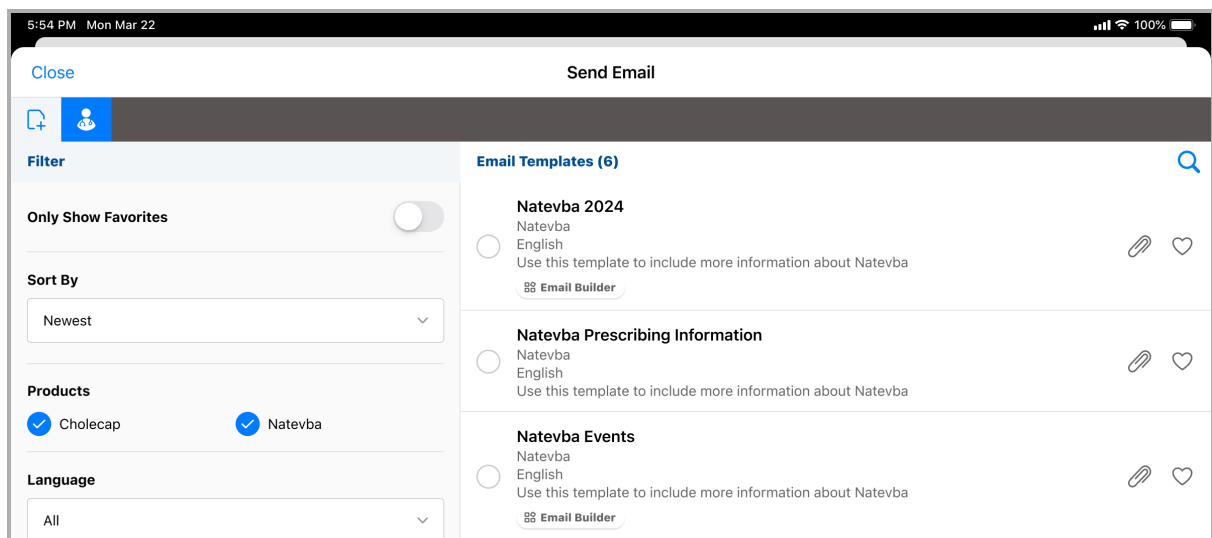 5:54 PM Mon Mar 22
100%
Close
Send Email
Filter
Only Show Favorites
Sort By
Newest
Products
Cholecap
Natevba
Language
All
Email Templates (6)
Natevba 2024
Natevba
English
Use this template to include more information about Natevba
Email Builder
Natevba Prescribing Information
Natevba
English
Use this template to include more information about Natevba
Natevba Events
Natevba
English
Use this template to include more information about Natevba
Email Builder